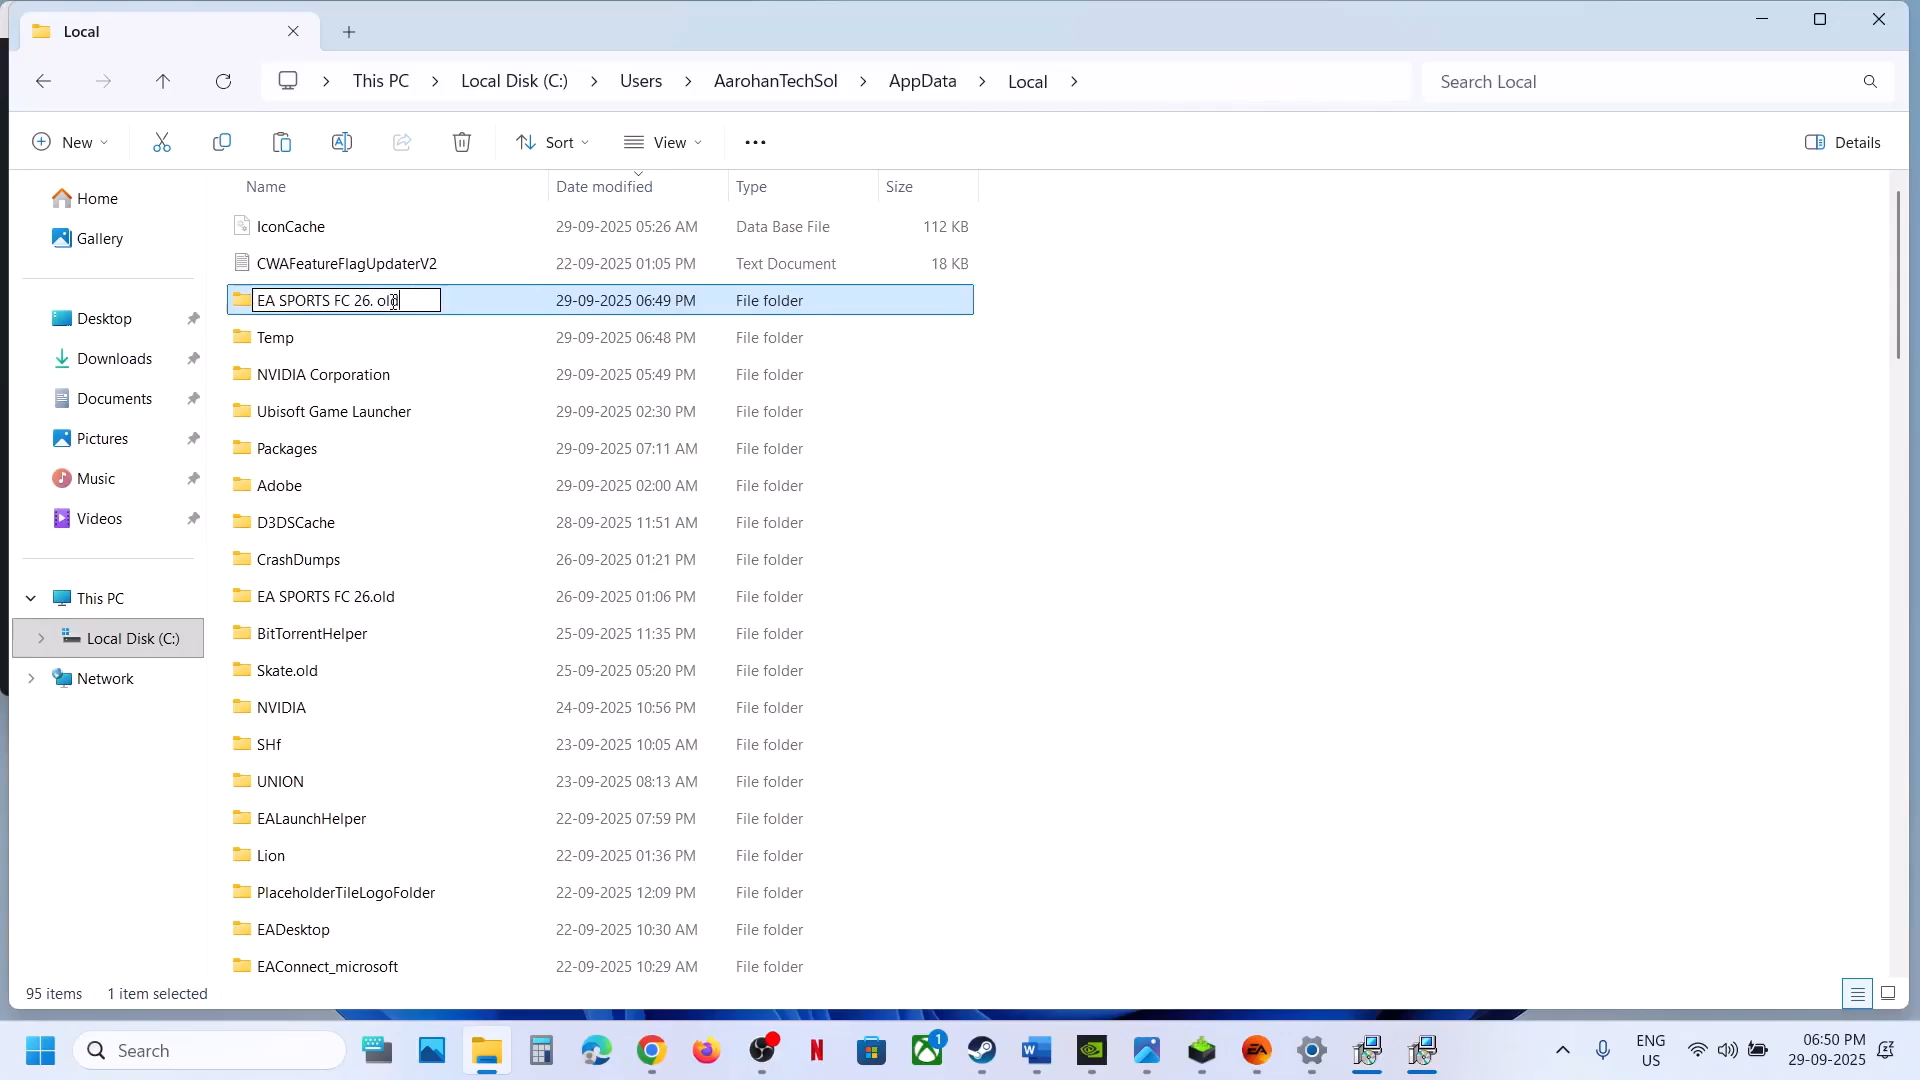 Local
This PC > Local Disk (C:) > Users > AarohanTechSol > AppData > Local >
Search Local
New
Sort
View
Details
Name Date modified Type Size
Home
Gallery
Desktop
Downloads
Documents
Pictures
Music
Videos
This PC
Local Disk (C:)
Network
IconCache 29-09-2025 05:26 AM Data Base File 112 KB
CWAFeatureFlagUpdaterV2 22-09-2025 01:05 PM Text Document 18 KB
EA SPORTS FC 26. old 29-09-2025 06:49 PM File folder
Temp 29-09-2025 06:48 PM File folder
NVIDIA Corporation 29-09-2025 05:49 PM File folder
Ubisoft Game Launcher 29-09-2025 02:30 PM File folder
Packages 29-09-2025 07:11 AM File folder
Adobe 29-09-2025 02:00 AM File folder
D3DSCache 28-09-2025 11:51 AM File folder
CrashDumps 26-09-2025 01:21 PM File folder
EA SPORTS FC 26.old 26-09-2025 01:06 PM File folder
BitTorrentHelper 25-09-2025 11:35 PM File folder
Skate.old 25-09-2025 05:20 PM File folder
NVIDIA 24-09-2025 10:56 PM File folder
SHf 23-09-2025 10:05 AM File folder
UNION 23-09-2025 08:13 AM File folder
EALaunchHelper 22-09-2025 07:59 PM File folder
Lion 22-09-2025 01:36 PM File folder
PlaceholderTileLogoFolder 22-09-2025 12:09 PM File folder
EADesktop 22-09-2025 10:30 AM File folder
EAConnect_microsoft 22-09-2025 10:29 AM File folder
95 items 1 item selected
Search
1
ENG
US
06:50 PM
29-09-2025